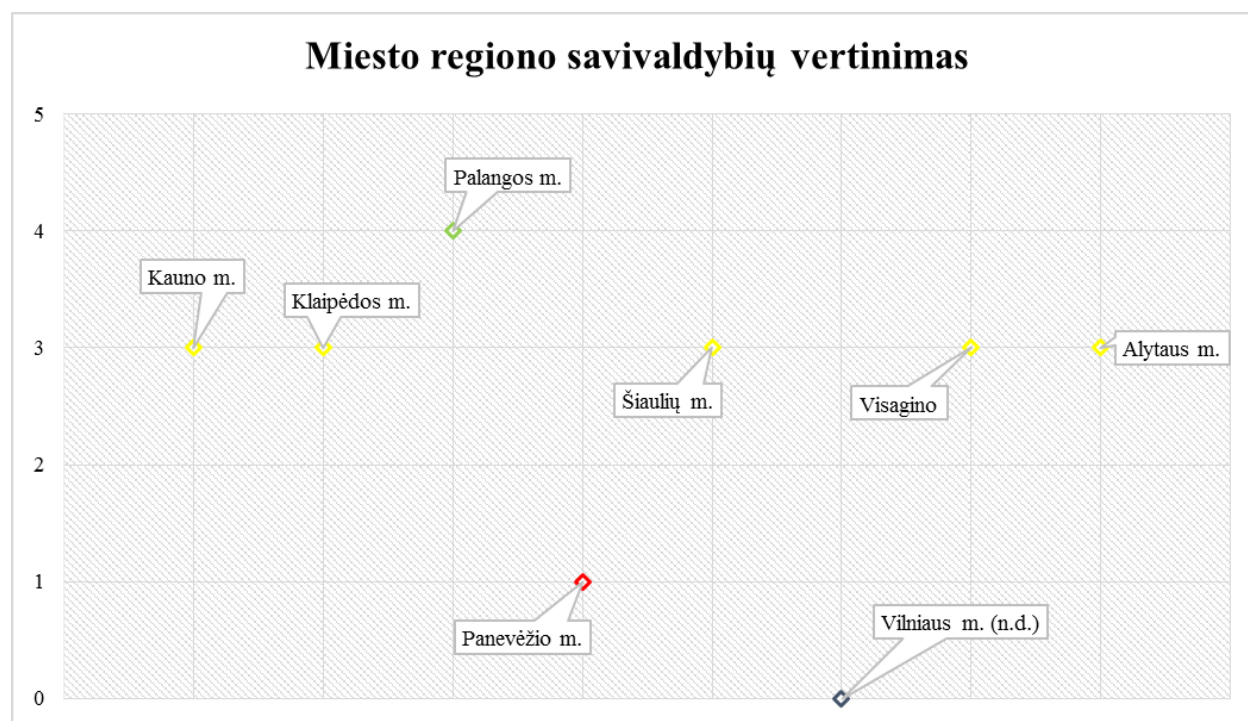 Miesto regiono savivaldybių vertinimas
5
Palangos m.
4
Kauno m.
Klaipėdos m.
3
Alytaus m.
Šiaulių m.
Visagino
2
1
Vilniaus m. (n.d.)
Panevėžio m.
0